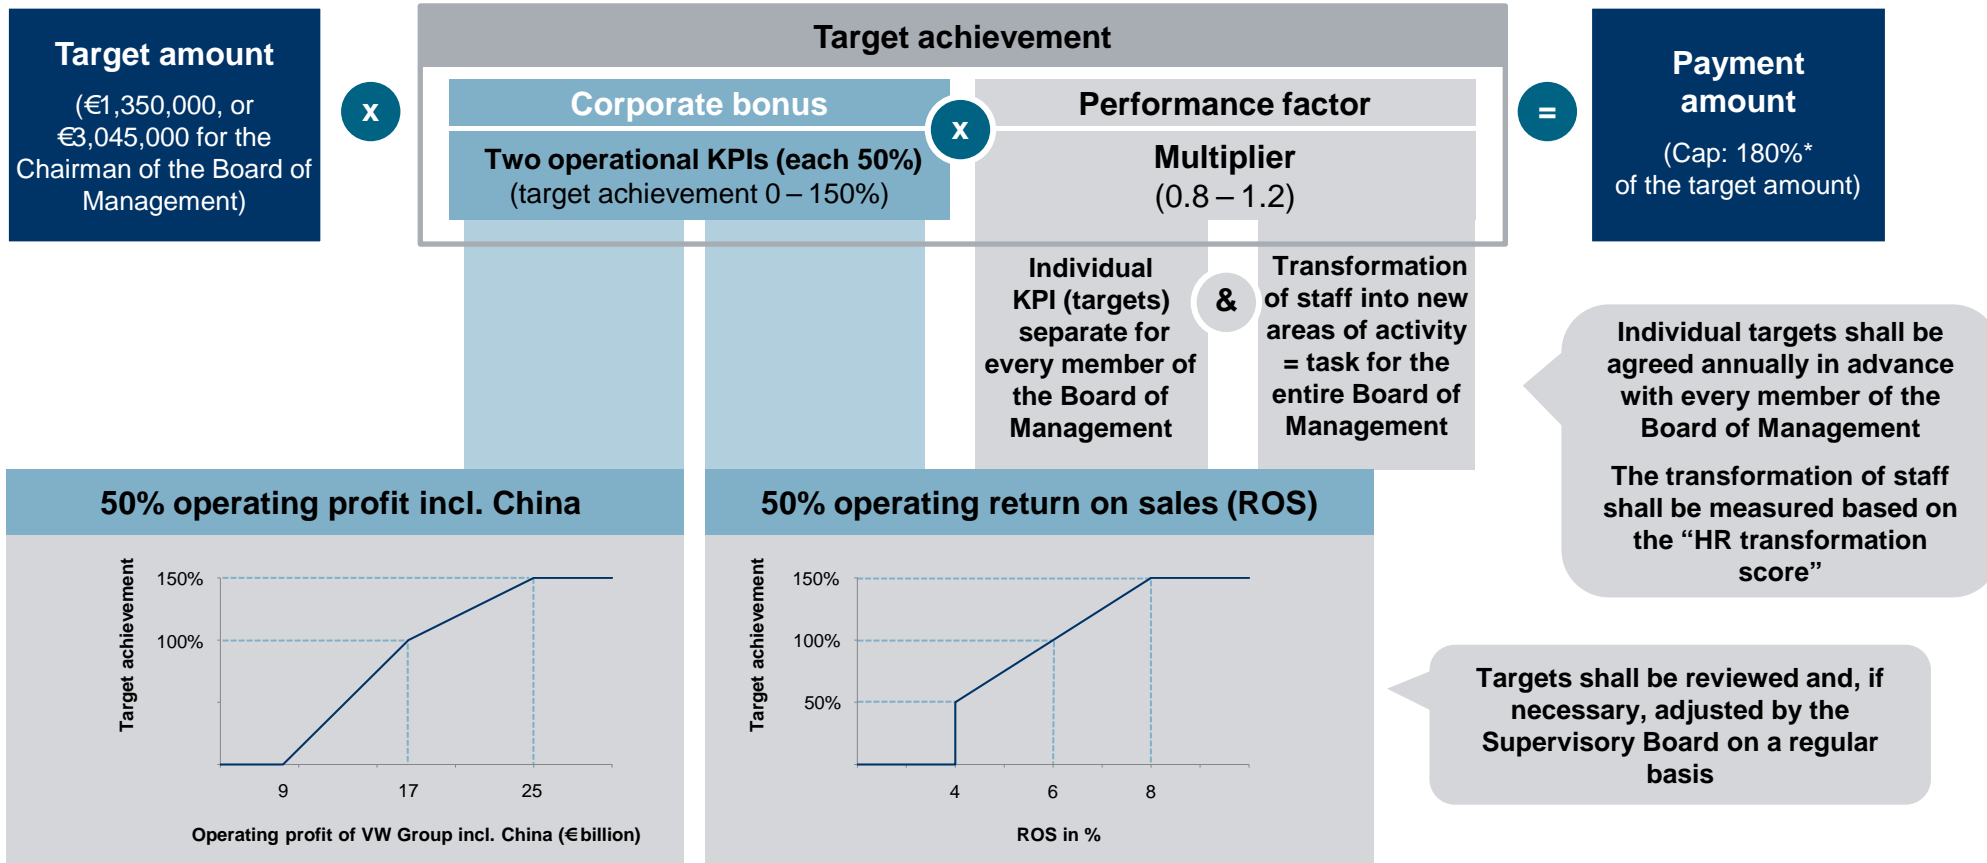 Target amount
(€1,350,000, or
€3,045,000 for the
Chairman of the Board of
Management)
x
Target achievement
Corporate bonus
Two operational KPIs (each 50%)
(target achievement 0 – 150%)
x
Performance factor
Multiplier
(0.8 – 1.2)
=
Payment
amount
(Cap: 180%*
of the target amount)
Individual
KPI (targets)
separate for
every member of
the Board of
Management
&
Transformation
of staff into new
areas of activity
= task for the
entire Board of
Management
Individual targets shall be
agreed annually in advance
with every member of the
Board of Management
The transformation of staff
shall be measured based on
the “HR transformation
score”
50% operating profit incl. China
Target achievement
150%
100%
9 17 25
Operating profit of VW Group incl. China (€ billion)
50% operating return on sales (ROS)
Target achievement
150%
100%
50%
4 6 8
ROS in %
Targets shall be reviewed and, if
necessary, adjusted by the
Supervisory Board on a regular
basis